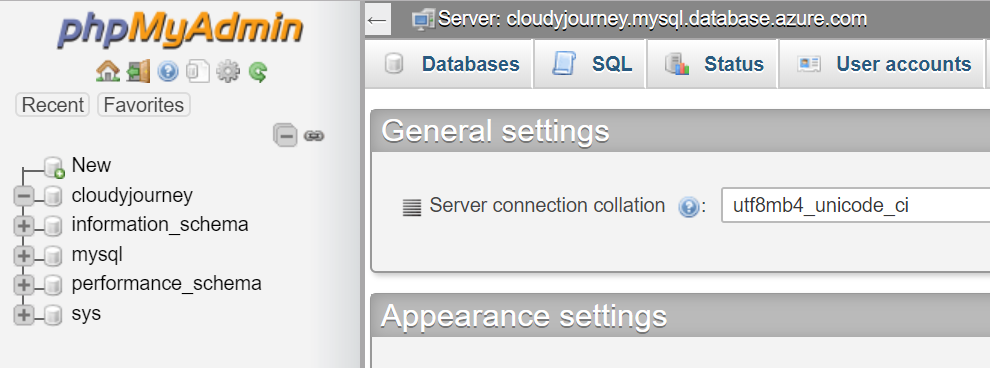 phpMyAdmin
Recent Favorites
New
cloudyjourney
information_schema
mysql
performance_schema
sys
Server: cloudyjourney.mysql.database.azure.com
Databases SQL Status User accounts
General settings
Server connection collation : utf8mb4_unicode_ci
Appearance settings